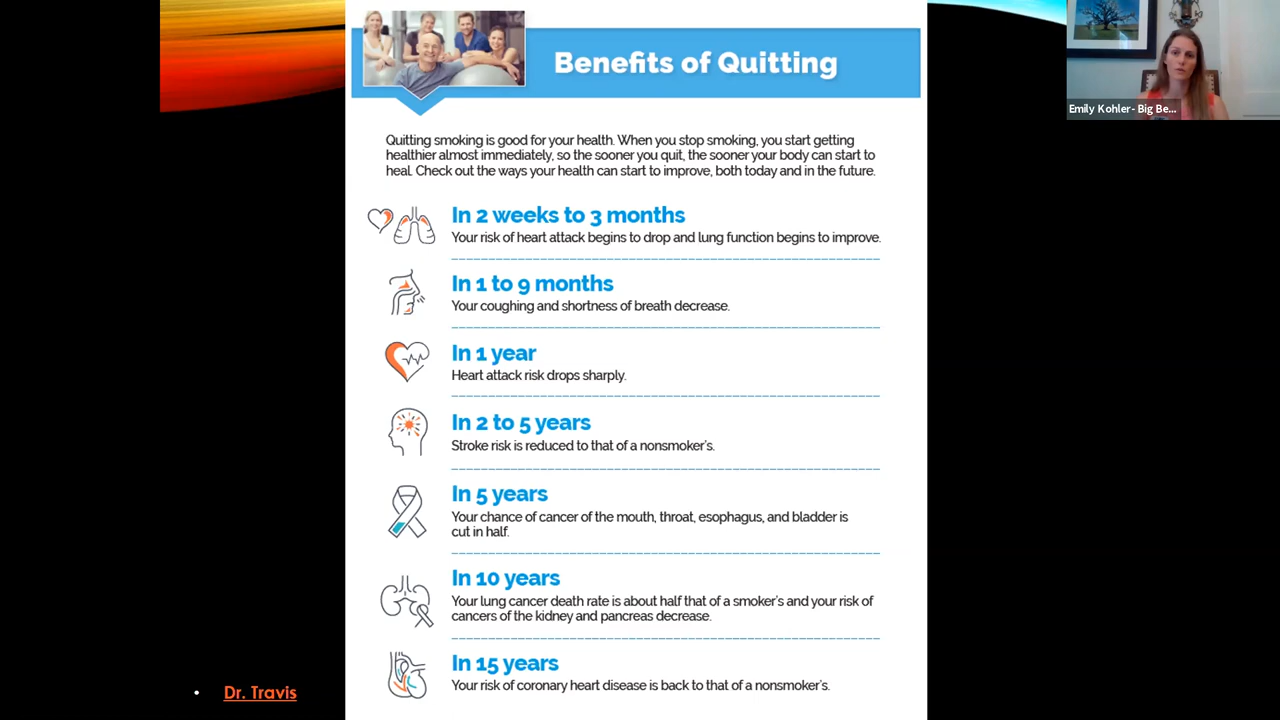 Benefits of Quitting
Emily Kohler- Big Be...
Quitting smoking is good for your health. When you stop smoking, you start getting
healthier almost immediately, so the sooner you quit, the sooner your body can start to
heal. Check out the ways your health can start to improve, both today and in the future.
In 2 weeks to 3 months
Your risk of heart attack begins to drop and lung function begins to improve.
In 1 to 9 months
Your coughing and shortness of breath decrease.
In 1 year
Heart attack risk drops sharply.
In 2 to 5 years
Stroke risk is reduced to that of a nonsmoker's.
In 5 years
Your chance of cancer of the mouth, throat, esophagus, and bladder is
cut in half.
In 10 years
Your lung cancer death rate is about half that of a smoker's and your risk of
cancers of the kidney and pancreas decrease.
In 15 years
Your risk of coronary heart disease is back to that of a nonsmoker's.
• Dr. Travis